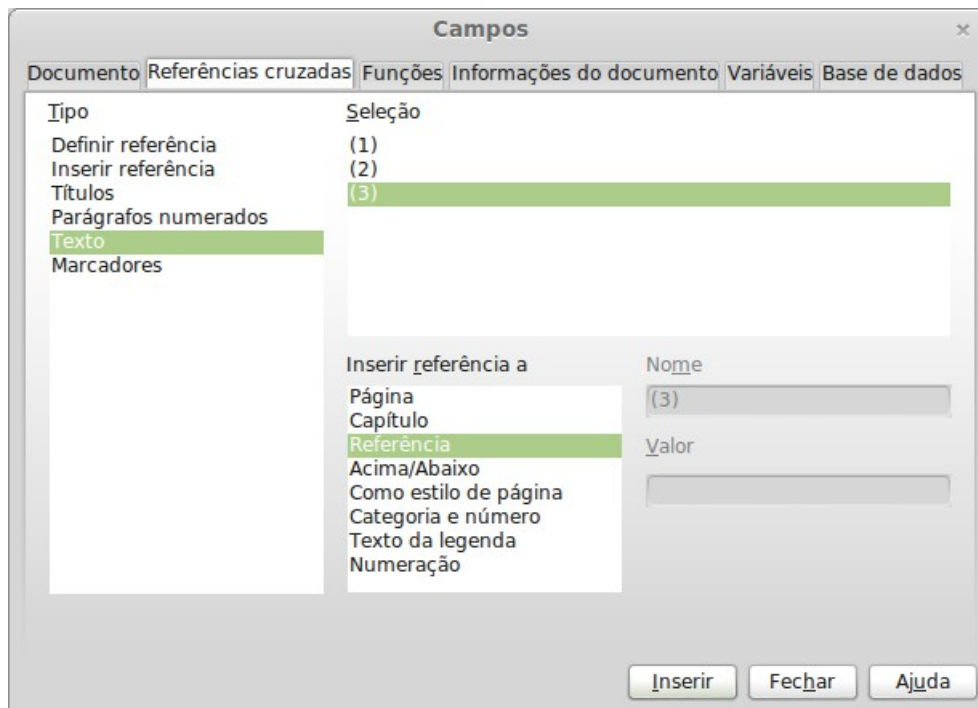 Campos
×
Documento Referências cruzadas Funções Informações do documento Variáveis Base de dados
Tipo
Definir referência
Inserir referência
Títulos
Parágrafos numerados
Texto
Marcadores
Seleção
(1)
(2)
(3)
Inserir referência a
Página
Capítulo
Referência
Acima/Abaixo
Como estilo de página
Categoria e número
Texto da legenda
Numeração
Nome
(3)
Valor
Inserir Fechar Ajuda